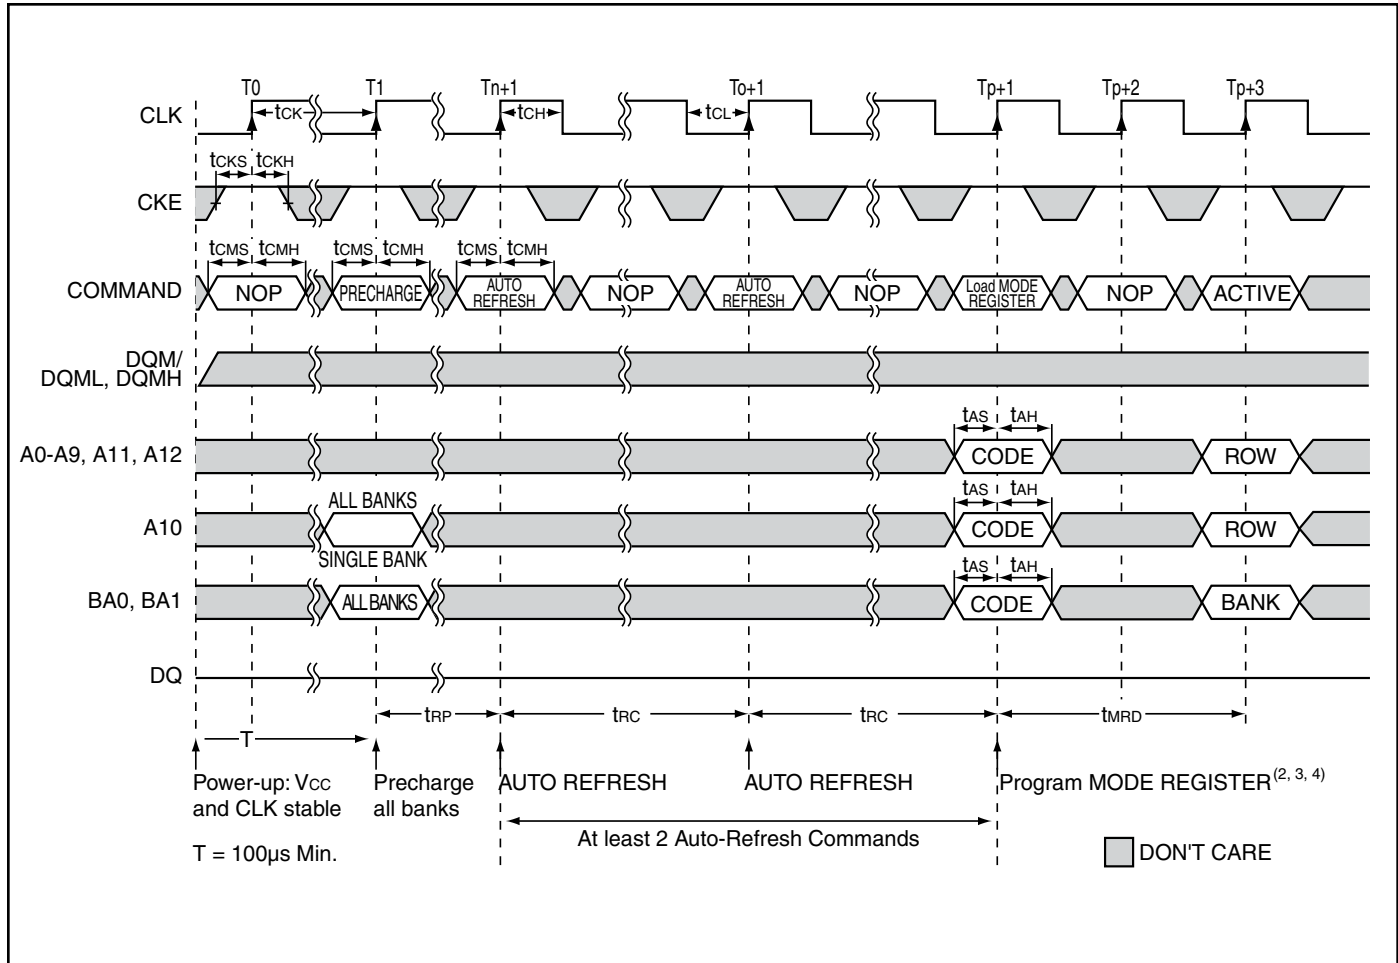 T0 T1 Tn+1 To+1 Tp+1 Tp+2 Tp+3
CLK tCK tCH tCL
tCKS tCKH
CKE
tCMS tCMH tCMS tCMH tCMS tCMH
COMMAND NOP PRECHARGE AUTO REFRESH NOP AUTO REFRESH NOP Load MODE REGISTER NOP ACTIVE
DQM/
DQML, DQMH
tAS tAH
A0-A9, A11, A12 CODE ROW
ALL BANKS tAS tAH
A10 CODE ROW
SINGLE BANK tAS tAH
BA0, BA1 ALL BANKS CODE BANK
DQ
tRP tRC tRC tMRD
T
Power-up: VCC Precharge AUTO REFRESH AUTO REFRESH Program MODE REGISTER(2, 3, 4)
and CLK stable all banks
At least 2 Auto-Refresh Commands
T = 100µs Min. DON'T CARE